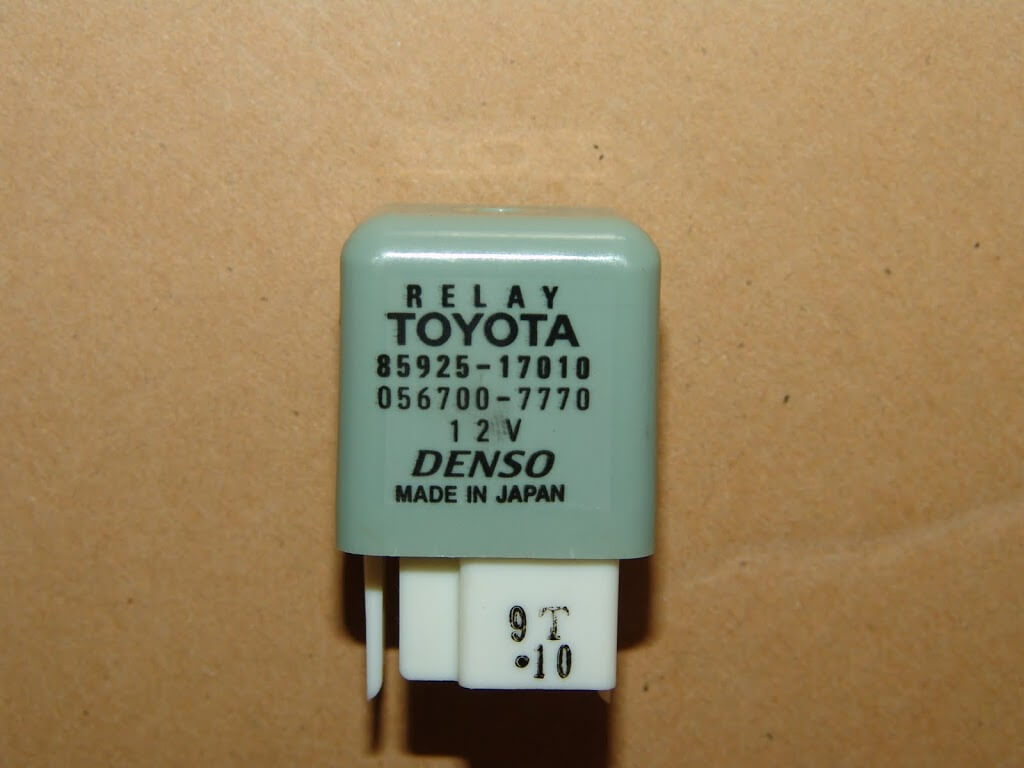 RELAY
TOYOTA
85925-17010
056700-7770
12V
DENSO
MADE IN JAPAN
9T
·10